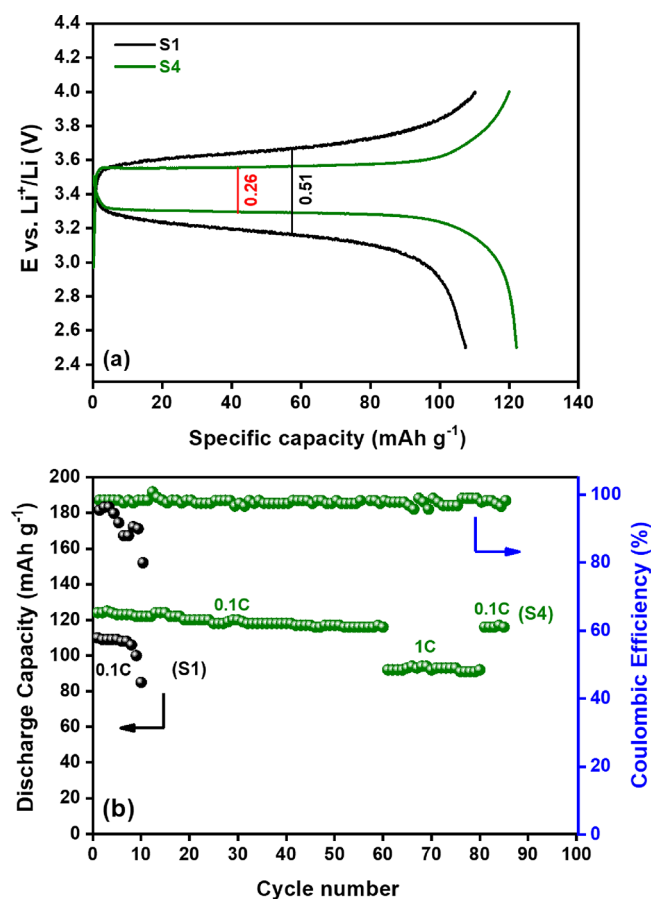 4.4
4.2
4.0
3.8
3.6
3.4
3.2
3.0
2.8
2.6
2.4
E vs. Li⁺/Li (V)
S1
S4
0.26
0.51
(a)
0 20 40 60 80 100 120 140
Specific capacity (mAh g⁻¹)
200
180
160
140
120
100
80
60
40
20
0
Discharge Capacity (mAh g⁻¹)
0.1C
0.1C (S4)
1C
0.1C
(S1)
(b)
100
80
60
40
20
0
Coulombic Efficiency (%)
0 10 20 30 40 50 60 70 80 90 100
Cycle number